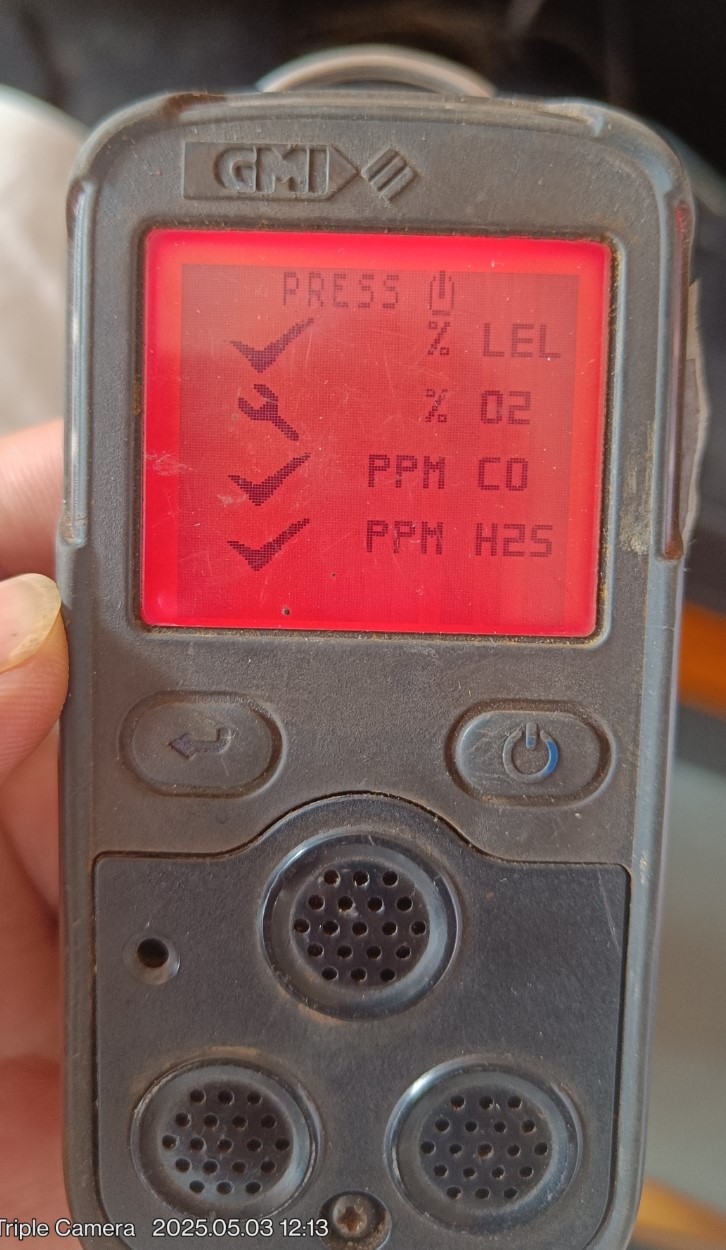 GMI
PRESS
% LEL
% O2
PPM CO
PPM H2S
Triple Camera 2025.05.03 12:13